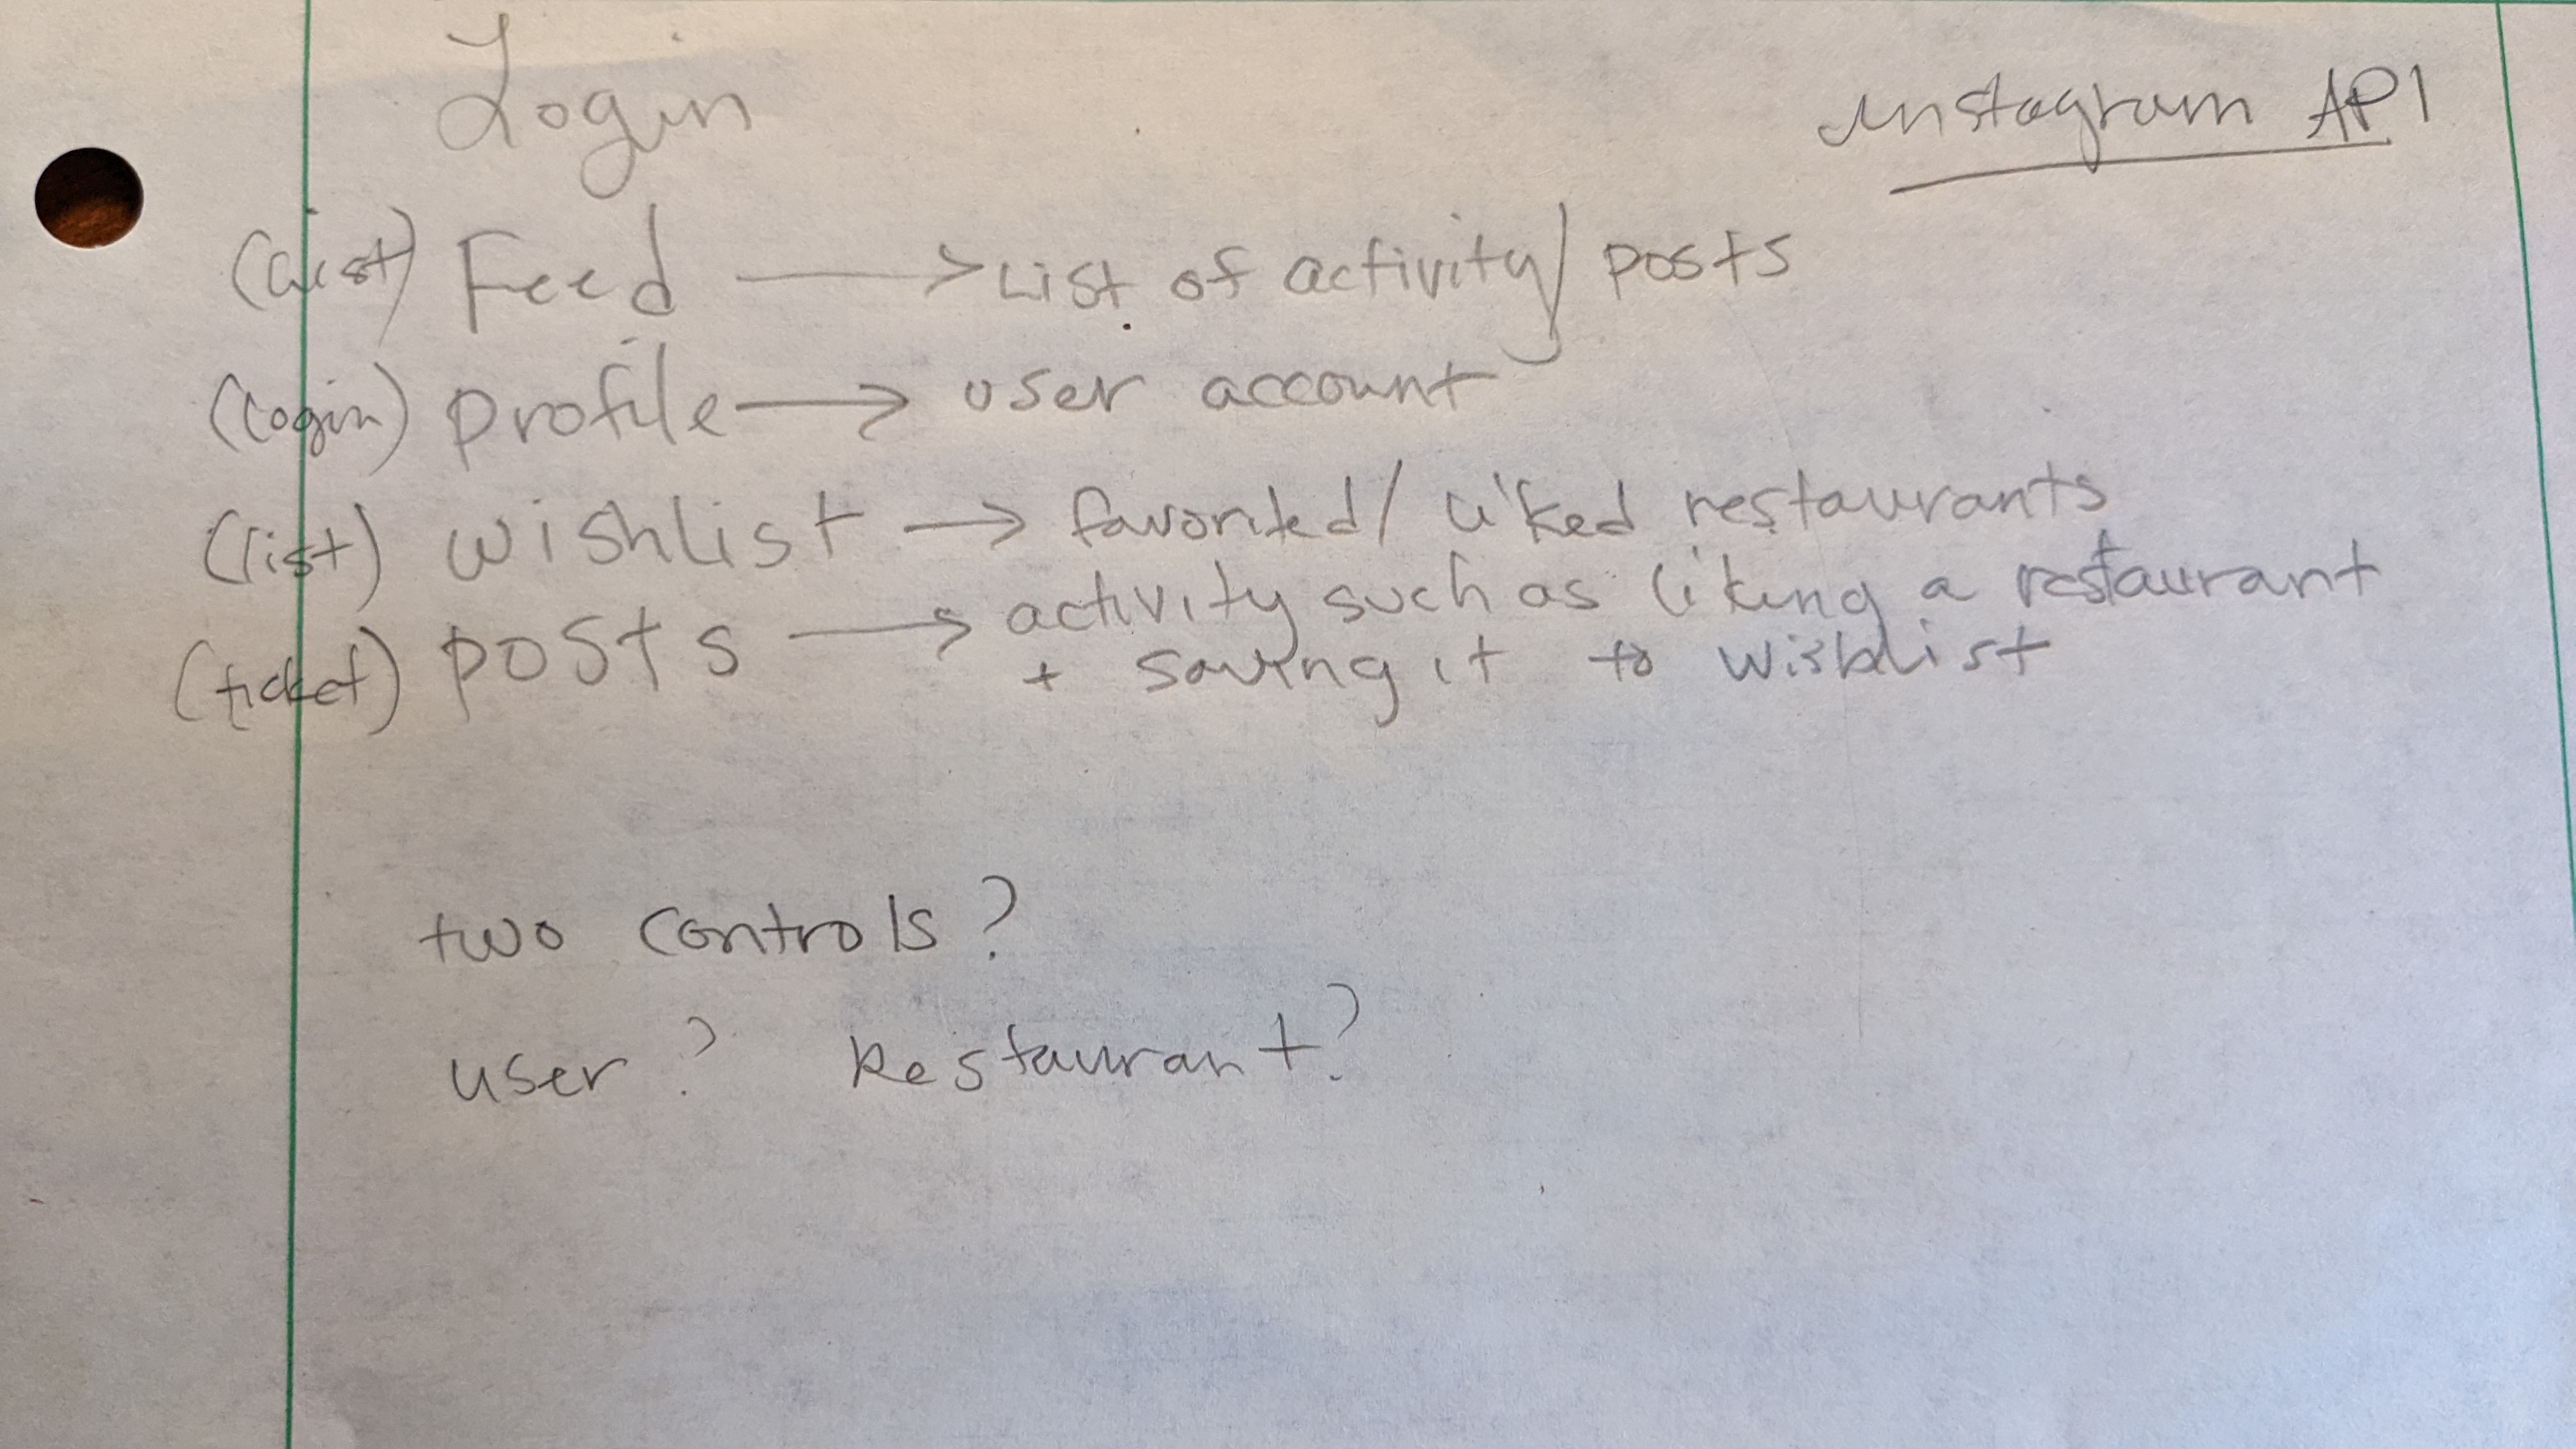 Login
Instagram API
(list) Feed → List of activity / posts
(login) profile → user account
(list) wishlist → favorited / liked restaurants
(ticket) posts → activity such as liking a restaurant
+ saving it to wishlist
two controls?
user? Restaurant?